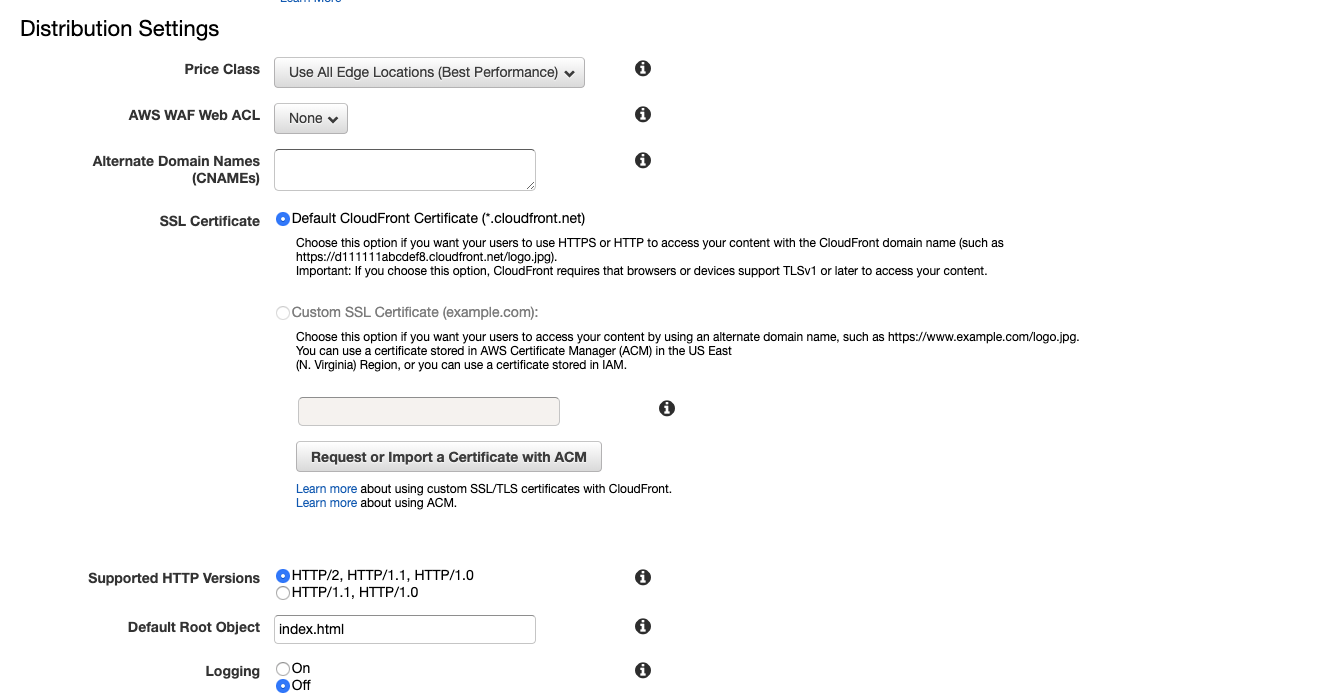 Learn More
Distribution Settings
Price Class
Use All Edge Locations (Best Performance)
AWS WAF Web ACL
None
Alternate Domain Names
(CNAMEs)
SSL Certificate
Default CloudFront Certificate (*.cloudfront.net)
Choose this option if you want your users to use HTTPS or HTTP to access your content with the CloudFront domain name (such as
https://d111111abcdef8.cloudfront.net/logo.jpg).
Important: If you choose this option, CloudFront requires that browsers or devices support TLSv1 or later to access your content.
Custom SSL Certificate (example.com):
Choose this option if you want your users to access your content by using an alternate domain name, such as https://www.example.com/logo.jpg.
You can use a certificate stored in AWS Certificate Manager (ACM) in the US East
(N. Virginia) Region, or you can use a certificate stored in IAM.
Request or Import a Certificate with ACM
Learn more about using custom SSL/TLS certificates with CloudFront.
Learn more about using ACM.
Supported HTTP Versions
HTTP/2, HTTP/1.1, HTTP/1.0
HTTP/1.1, HTTP/1.0
Default Root Object
index.html
Logging
On
Off